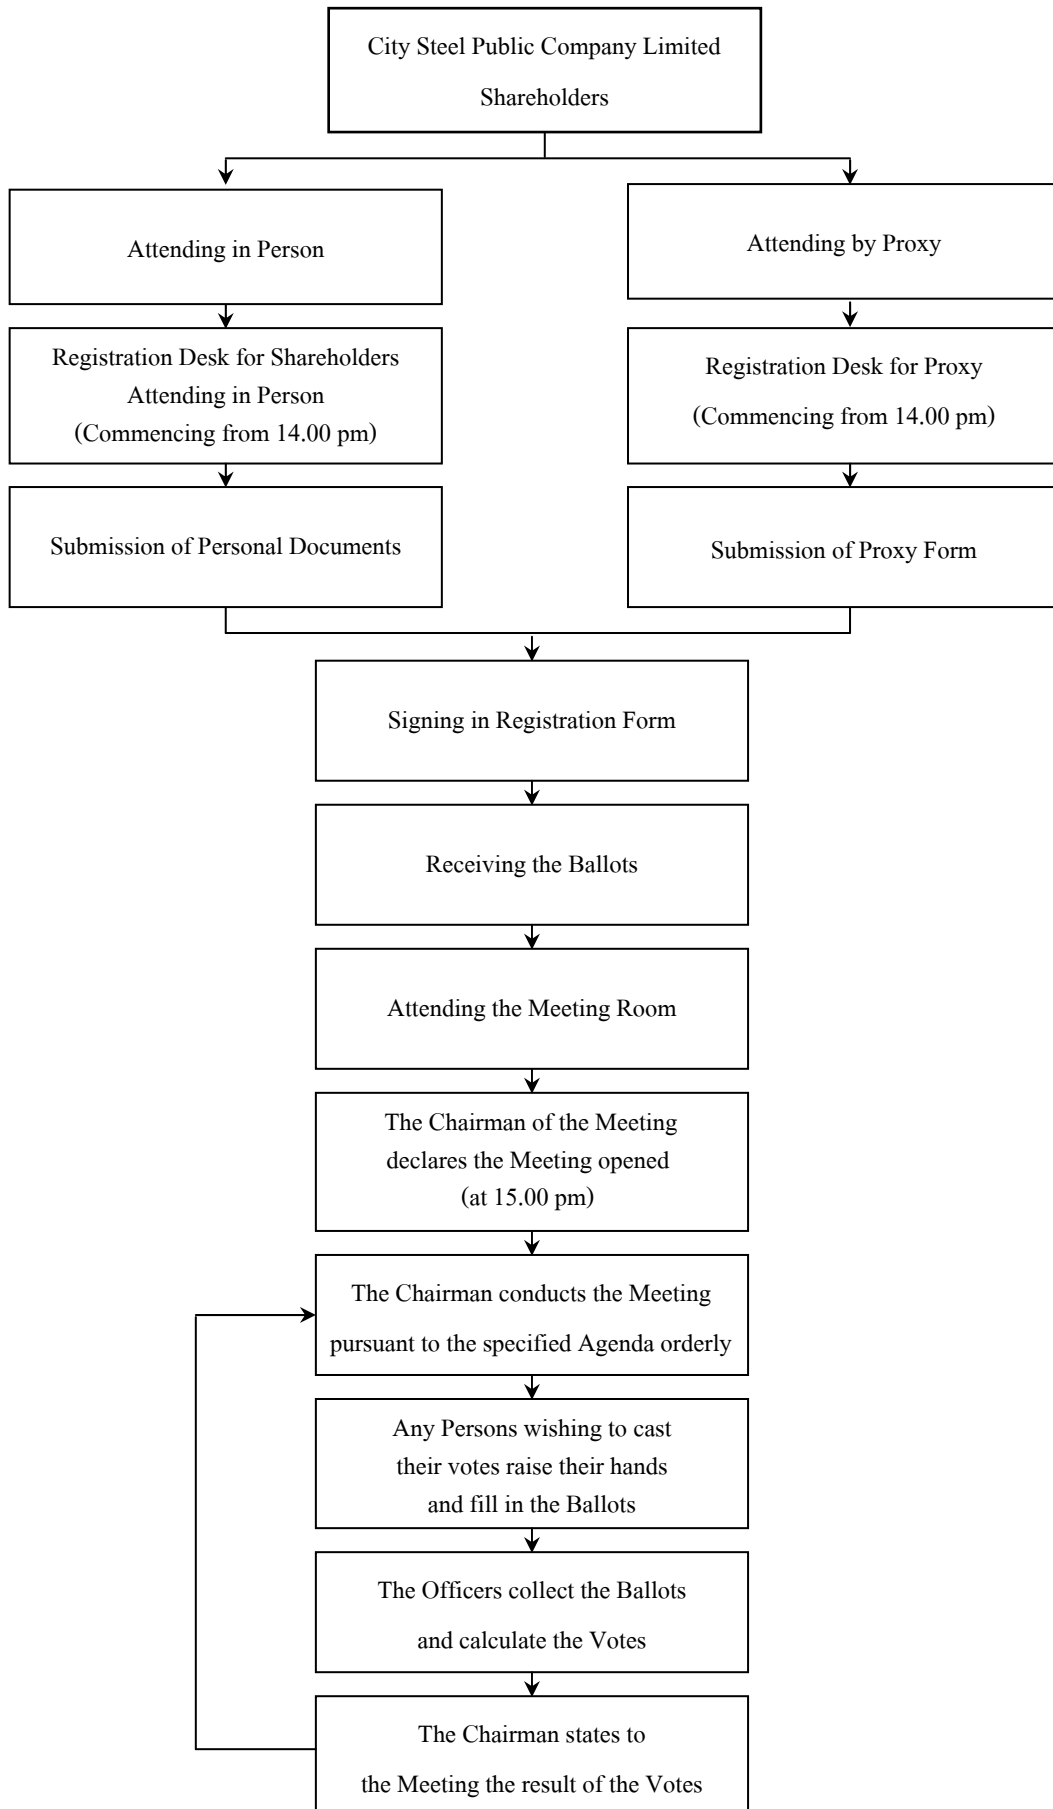 City Steel Public Company Limited
Shareholders
Attending in Person
Attending by Proxy
Registration Desk for Shareholders
Attending in Person
(Commencing from 14.00 pm)
Registration Desk for Proxy
(Commencing from 14.00 pm)
Submission of Personal Documents
Submission of Proxy Form
Signing in Registration Form
Receiving the Ballots
Attending the Meeting Room
The Chairman of the Meeting
declares the Meeting opened
(at 15.00 pm)
The Chairman conducts the Meeting
pursuant to the specified Agenda orderly
Any Persons wishing to cast
their votes raise their hands
and fill in the Ballots
The Officers collect the Ballots
and calculate the Votes
The Chairman states to
the Meeting the result of the Votes